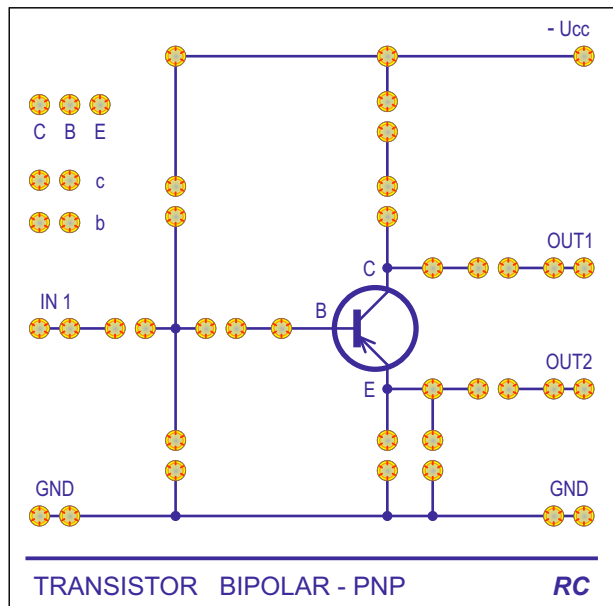 - Ucc
C B E
c
b
C
OUT1
IN 1
B
OUT2
E
GND
GND
TRANSISTOR BIPOLAR - PNP RC